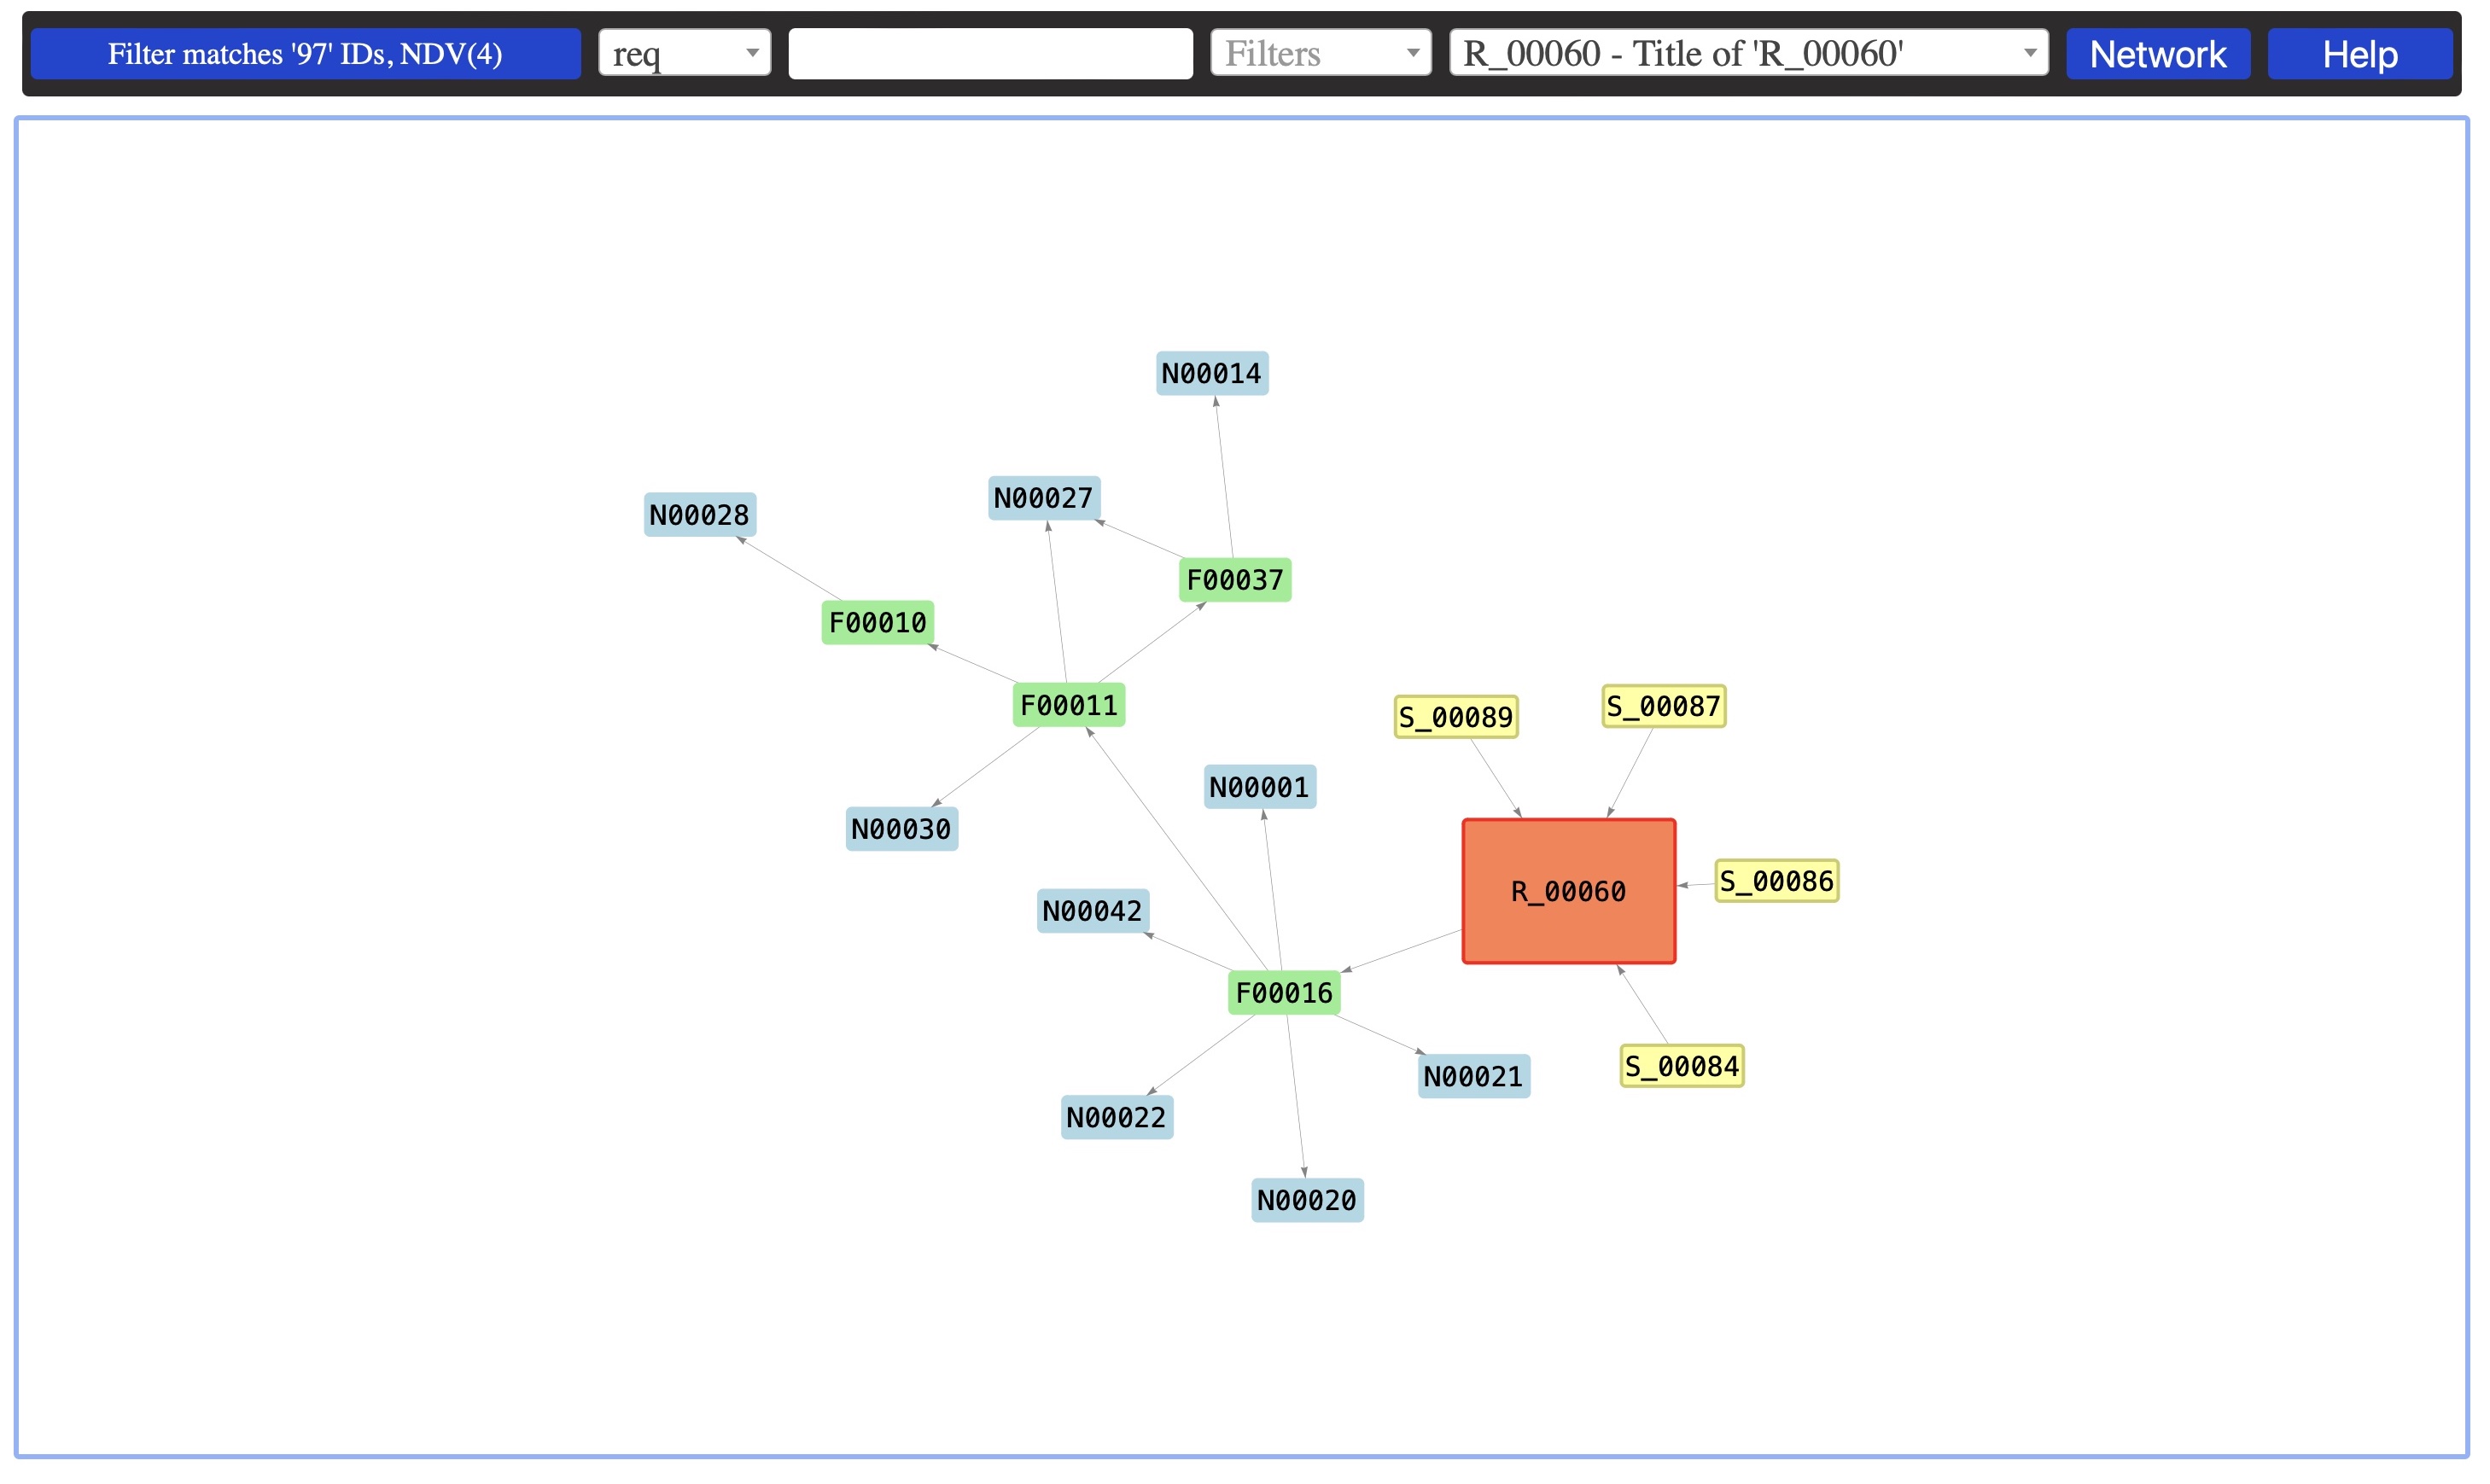 Filter matches '97' IDs, NDV(4)
req
Filters
R_00060 - Title of 'R_00060'
Network
Help
N00014
N00027
N00028
F00037
F00010
F00011
S_00087
S_00089
N00001
N00030
S_00086
R_00060
N00042
F00016
S_00084
N00021
N00022
N00020